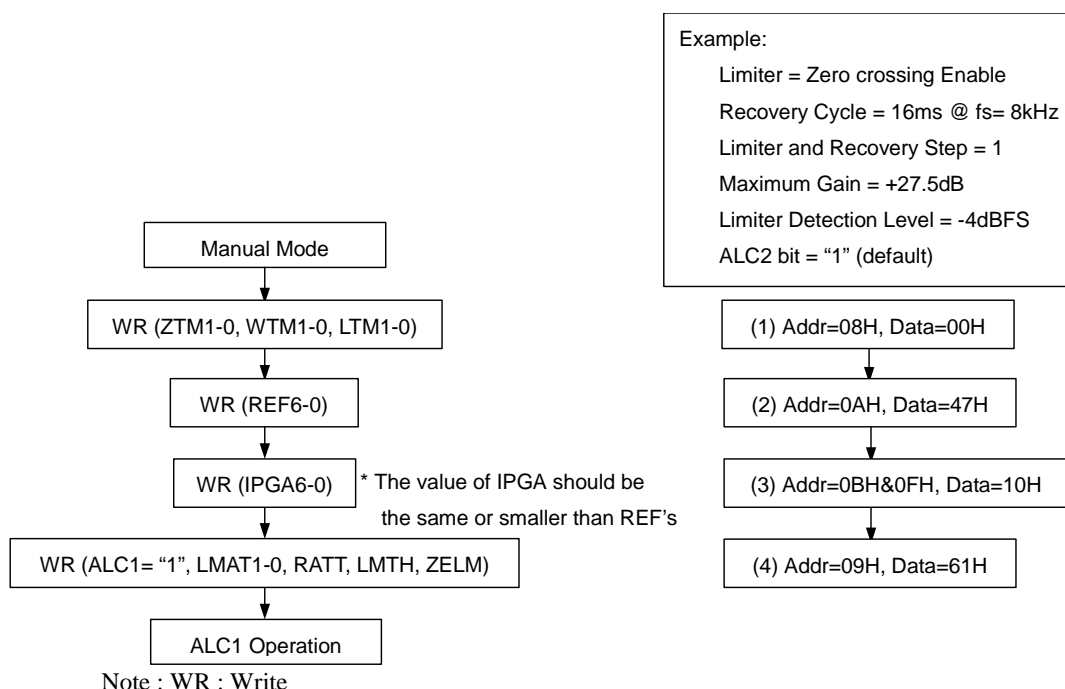 Example:
Limiter = Zero crossing Enable
Recovery Cycle = 16ms @ fs= 8kHz
Limiter and Recovery Step = 1
Maximum Gain = +27.5dB
Limiter Detection Level = -4dBFS
ALC2 bit = “1” (default)
Manual Mode
WR (ZTM1-0, WTM1-0, LTM1-0)
WR (REF6-0)
WR (IPGA6-0)
* The value of IPGA should be
the same or smaller than REF’s
WR (ALC1= “1”, LMAT1-0, RATT, LMTH, ZELM)
ALC1 Operation
Note : WR : Write
(1) Addr=08H, Data=00H
(2) Addr=0AH, Data=47H
(3) Addr=0BH&0FH, Data=10H
(4) Addr=09H, Data=61H